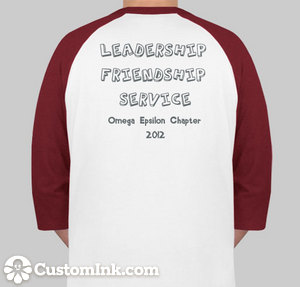 LEADERSHIP
FRIENDSHIP
SERVICE
Omega Epsilon Chapter
2012
CustomInk.com